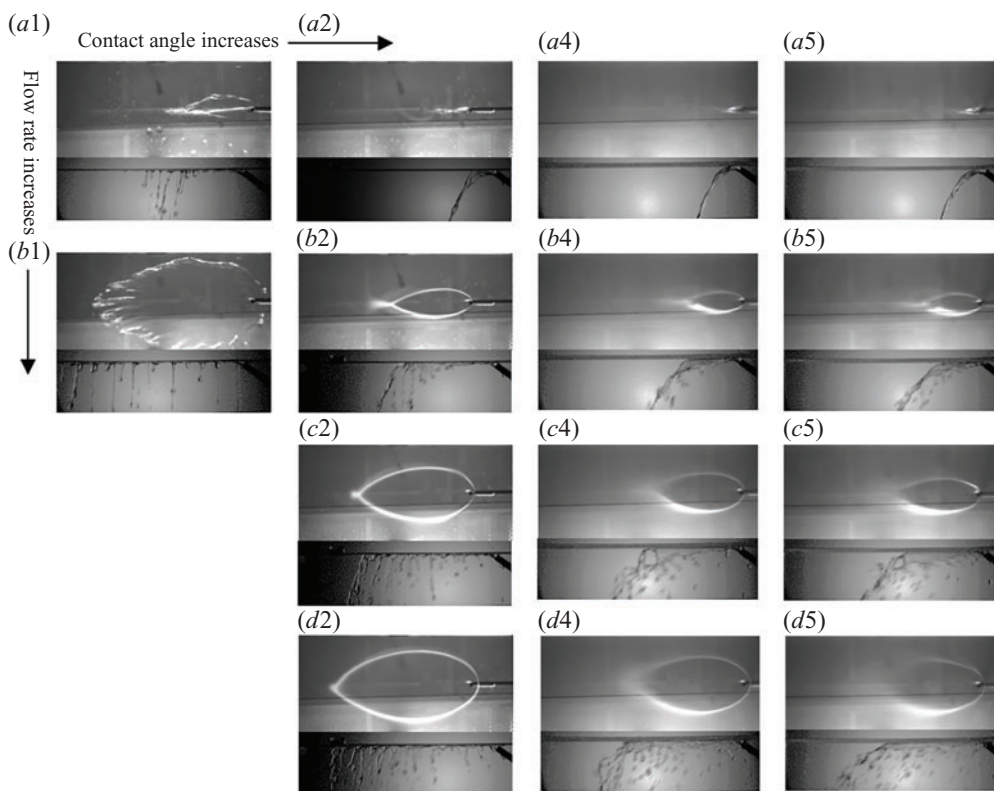 (a1)
Contact angle increases
(a2)
(a4)
(a5)
Flow rate increases
(b1)
(b2)
(b4)
(b5)
(c2)
(c4)
(c5)
(d2)
(d4)
(d5)